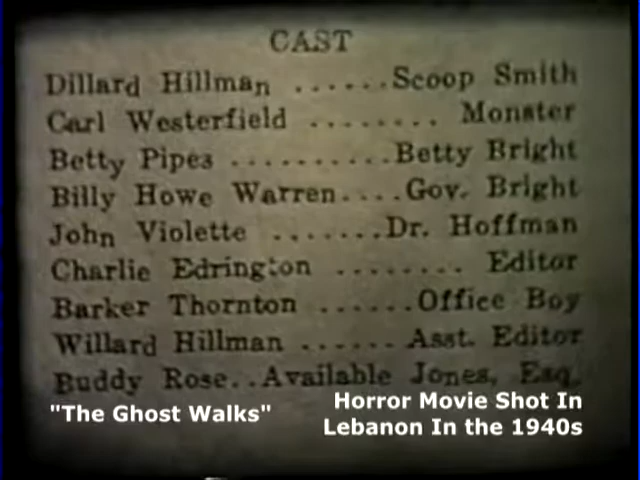 CAST
Dillard Hillman ......Scoop Smith
Carl Westerfield ........ Monster
Betty Pipes ..........Betty Bright
Billy Howe Warren....Gov. Bright
John Violette .......Dr. Hoffman
Charlie Edrington ........ Editor
Barker Thornton ......Office Boy
Willard Hillman ...... Asst. Editor
Buddy Rose..Available Jones, Esq.
"The Ghost Walks"
Horror Movie Shot In
Lebanon In the 1940s